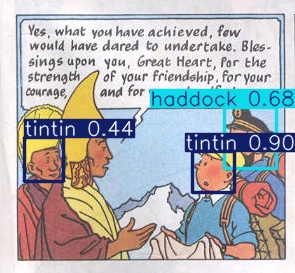 Yes, what you have achieved, few
would have dared to undertake. Bles-
sings upon you, Great Heart, for the
strength of your friendship, for your
courage, and for
haddock 0.68
tintin 0.44
tintin 0.90